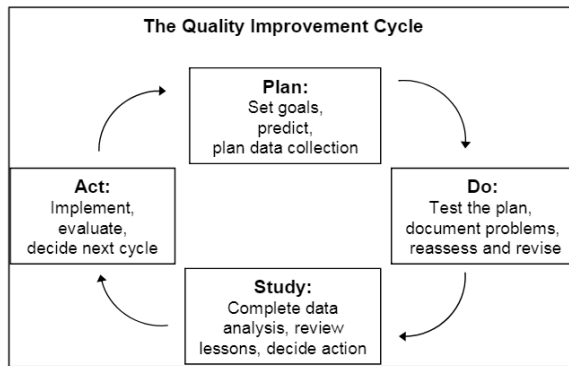 The Quality Improvement Cycle
Plan:
Set goals,
predict,
plan data collection
Do:
Test the plan,
document problems,
reassess and revise
Study:
Complete data
analysis, review
lessons, decide action
Act:
Implement,
evaluate,
decide next cycle